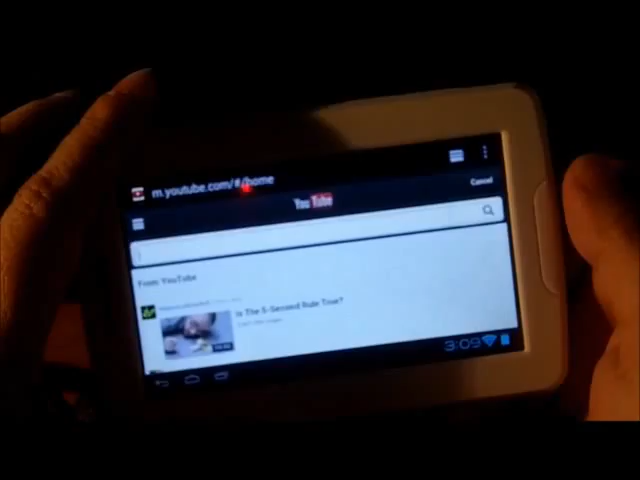 m.youtube.com/#/home
YouTube
Cancel
From YouTube
Is The 5-Second Rule True?
3:09